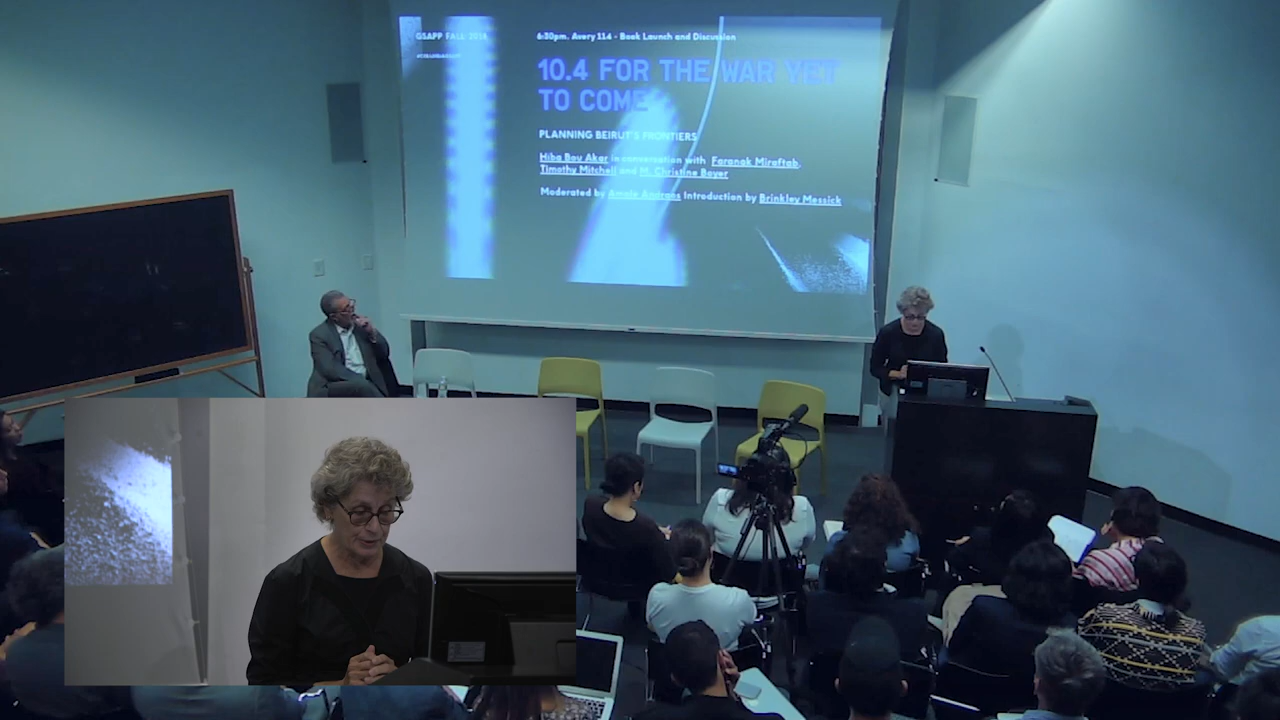 GSAPP FALL 2018
6:30pm, Avery 114 - Book Launch and Discussion
10.4 FOR THE WAR YET
TO COME
PLANNING BEIRUT'S FRONTIERS
Hiba Bou Akar in conversation with Faranak Miraftab,
Timothy Mitchell and M. Christine Boyer
Moderated by Amale Andraos Introduction by Brinkley Messick